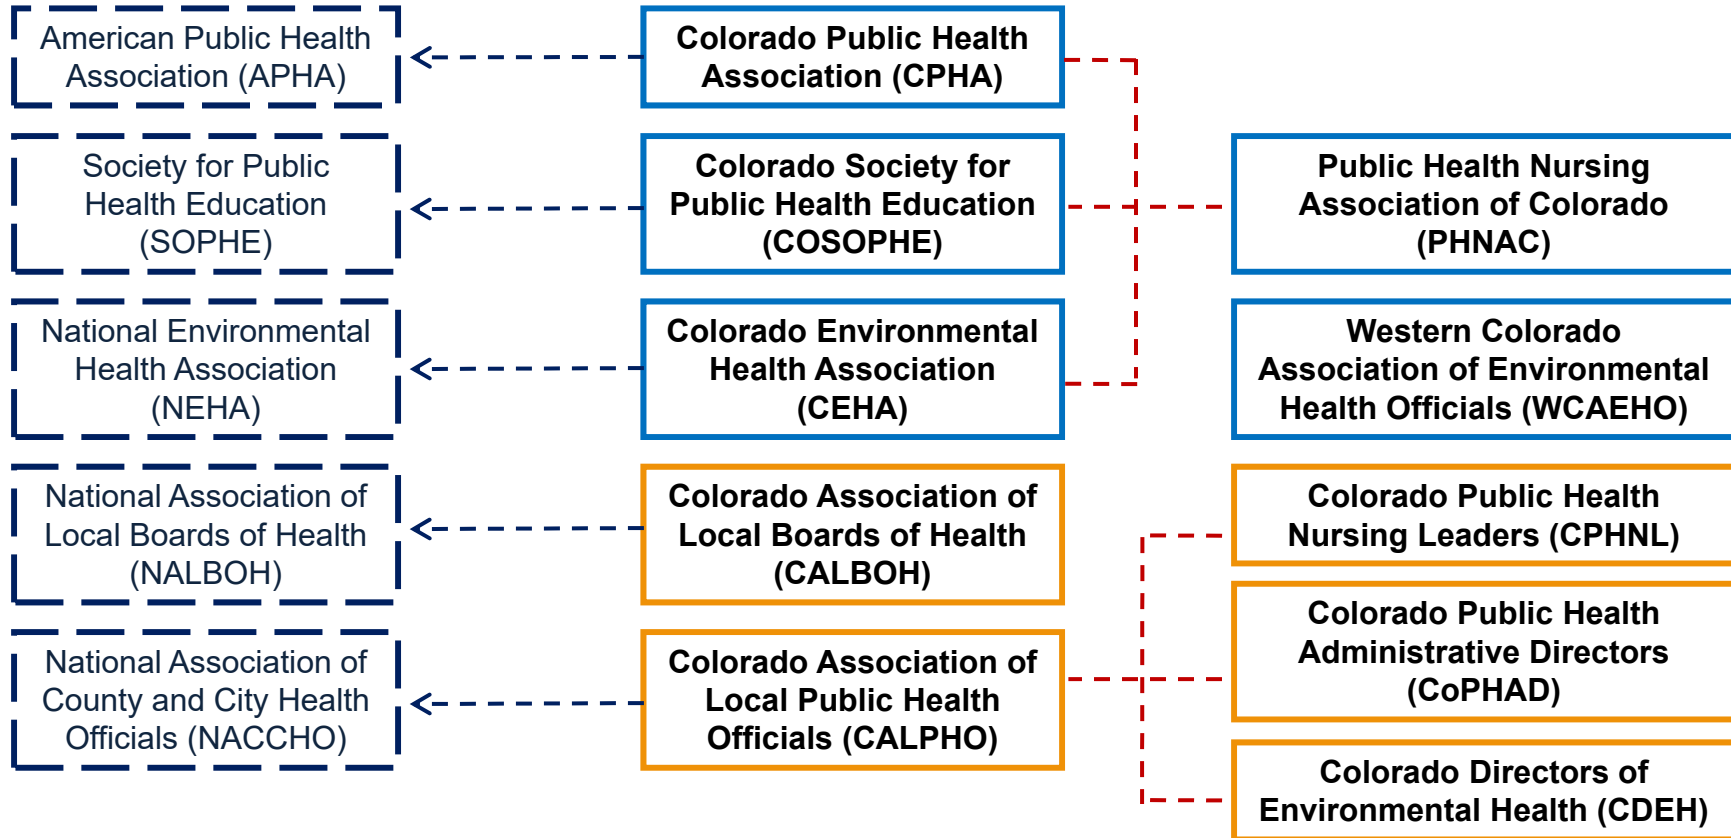 American Public Health
Association (APHA)
Colorado Public Health
Association (CPHA)
Society for Public
Health Education
(SOPHE)
Colorado Society for
Public Health Education
(COSOPHE)
Public Health Nursing
Association of Colorado
(PHNAC)
National Environmental
Health Association
(NEHA)
Colorado Environmental
Health Association
(CEHA)
Western Colorado
Association of Environmental
Health Officials (WCAEHO)
National Association of
Local Boards of Health
(NALBOH)
Colorado Association of
Local Boards of Health
(CALBOH)
Colorado Public Health
Nursing Leaders (CPHNL)
National Association of
County and City Health
Officials (NACCHO)
Colorado Association of
Local Public Health
Officials (CALPHO)
Colorado Public Health
Administrative Directors
(CoPHAD)
Colorado Directors of
Environmental Health (CDEH)